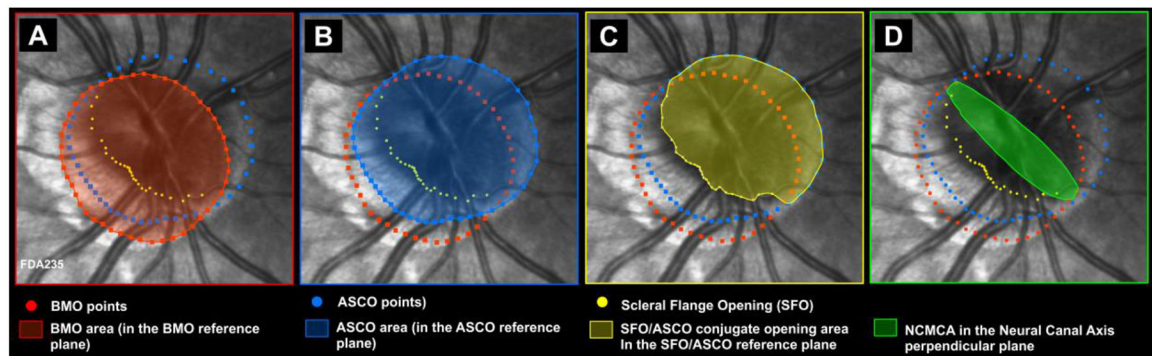 A
B
C
D
FDA235
BMO points
BMO area (in the BMO reference
plane)
ASCO points)
ASCO area (in the ASCO reference
plane)
Scleral Flange Opening (SFO)
SFO/ASCO conjugate opening area
In the SFO/ASCO reference plane
NCMCA in the Neural Canal Axis
perpendicular plane